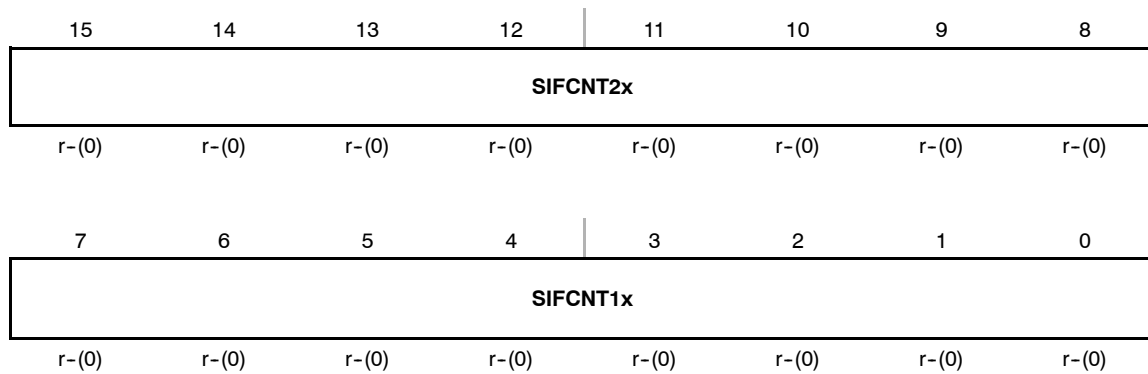 15 14 13 12 11 10 9 8
SIFCNT2x
r-(0) r-(0) r-(0) r-(0) r-(0) r-(0) r-(0) r-(0)
7 6 5 4 3 2 1 0
SIFCNT1x
r-(0) r-(0) r-(0) r-(0) r-(0) r-(0) r-(0) r-(0)